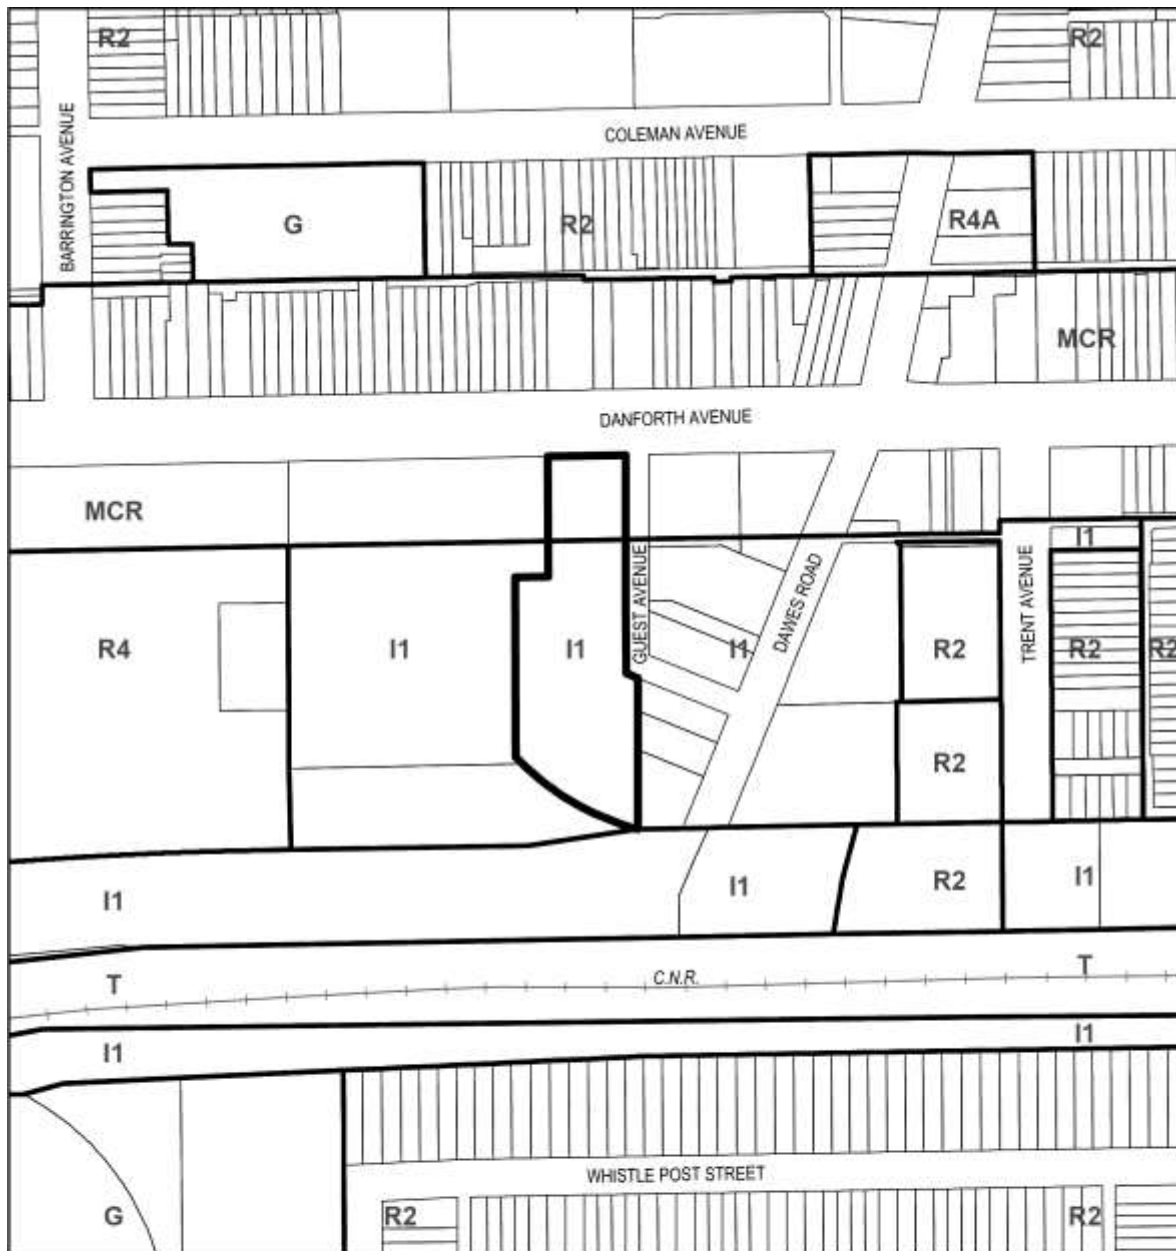 R2
R2
COLEMAN AVENUE
BARRINGTON AVENUE
G
R2
R4A
MCR
DANFORTH AVENUE
MCR
I1
GUEST AVENUE
DAWES ROAD
TRENT AVENUE
R4
I1
I1
I1
R2
R2
R2
R2
I1
I1
R2
I1
T
C.N.R.
T
I1
I1
WHISTLE POST STREET
G
R2
R2